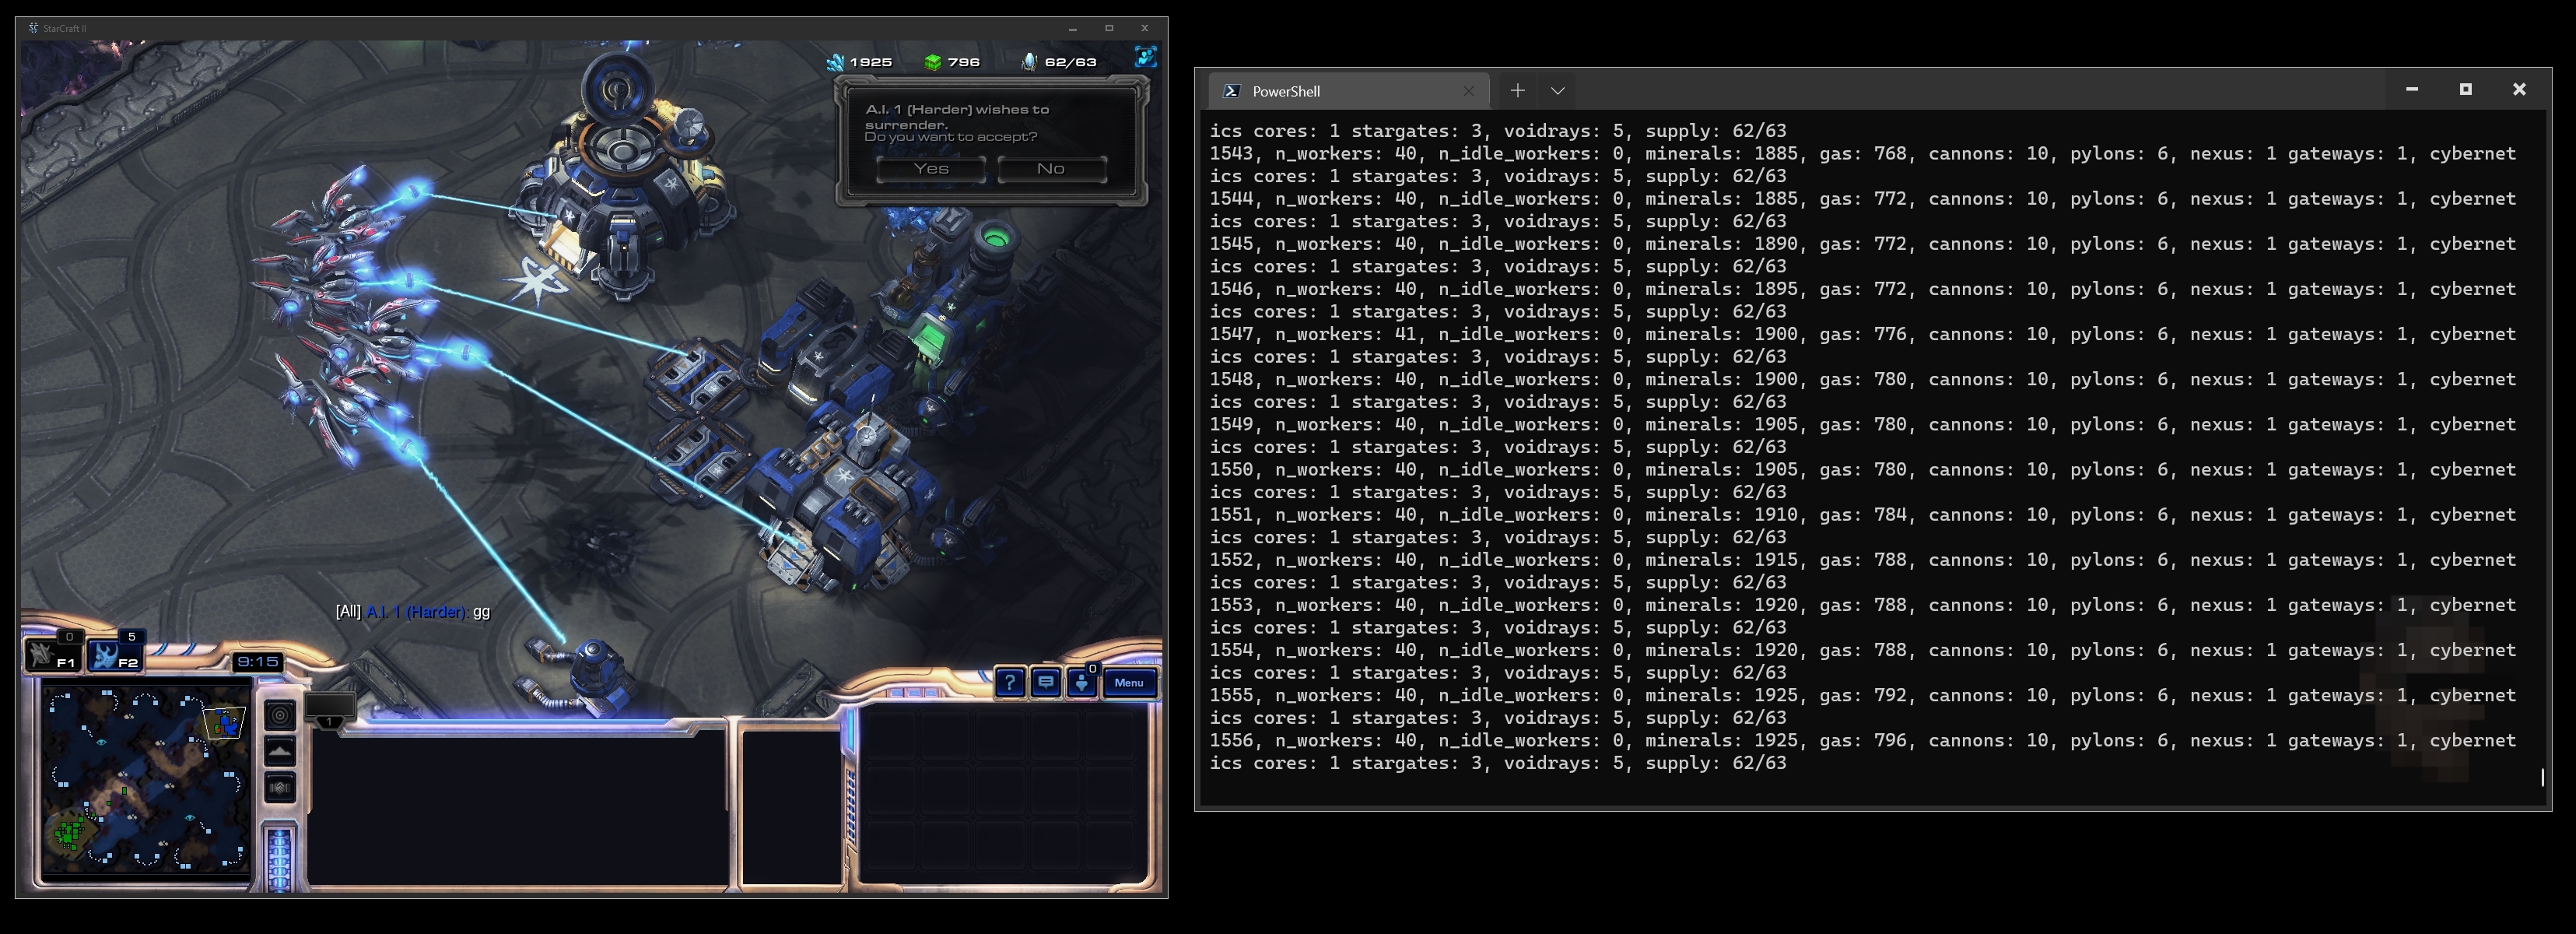 StarCraft II
1925 796 62/63
A.I. 1 (Harder) wishes to
surrender.
Do you want to accept?
Yes No
[All] A.I. 1 (Harder): gg
0 5
F1 F2
9:15
0
? Menu
1
PowerShell
ics cores: 1 stargates: 3, voidrays: 5, supply: 62/63
1543, n_workers: 40, n_idle_workers: 0, minerals: 1885, gas: 768, cannons: 10, pylons: 6, nexus: 1 gateways: 1, cybernet
ics cores: 1 stargates: 3, voidrays: 5, supply: 62/63
1544, n_workers: 40, n_idle_workers: 0, minerals: 1885, gas: 772, cannons: 10, pylons: 6, nexus: 1 gateways: 1, cybernet
ics cores: 1 stargates: 3, voidrays: 5, supply: 62/63
1545, n_workers: 40, n_idle_workers: 0, minerals: 1890, gas: 772, cannons: 10, pylons: 6, nexus: 1 gateways: 1, cybernet
ics cores: 1 stargates: 3, voidrays: 5, supply: 62/63
1546, n_workers: 40, n_idle_workers: 0, minerals: 1895, gas: 772, cannons: 10, pylons: 6, nexus: 1 gateways: 1, cybernet
ics cores: 1 stargates: 3, voidrays: 5, supply: 62/63
1547, n_workers: 41, n_idle_workers: 0, minerals: 1900, gas: 776, cannons: 10, pylons: 6, nexus: 1 gateways: 1, cybernet
ics cores: 1 stargates: 3, voidrays: 5, supply: 62/63
1548, n_workers: 40, n_idle_workers: 0, minerals: 1900, gas: 780, cannons: 10, pylons: 6, nexus: 1 gateways: 1, cybernet
ics cores: 1 stargates: 3, voidrays: 5, supply: 62/63
1549, n_workers: 40, n_idle_workers: 0, minerals: 1905, gas: 780, cannons: 10, pylons: 6, nexus: 1 gateways: 1, cybernet
ics cores: 1 stargates: 3, voidrays: 5, supply: 62/63
1550, n_workers: 40, n_idle_workers: 0, minerals: 1905, gas: 780, cannons: 10, pylons: 6, nexus: 1 gateways: 1, cybernet
ics cores: 1 stargates: 3, voidrays: 5, supply: 62/63
1551, n_workers: 40, n_idle_workers: 0, minerals: 1910, gas: 784, cannons: 10, pylons: 6, nexus: 1 gateways: 1, cybernet
ics cores: 1 stargates: 3, voidrays: 5, supply: 62/63
1552, n_workers: 40, n_idle_workers: 0, minerals: 1915, gas: 788, cannons: 10, pylons: 6, nexus: 1 gateways: 1, cybernet
ics cores: 1 stargates: 3, voidrays: 5, supply: 62/63
1553, n_workers: 40, n_idle_workers: 0, minerals: 1920, gas: 788, cannons: 10, pylons: 6, nexus: 1 gateways: 1, cybernet
ics cores: 1 stargates: 3, voidrays: 5, supply: 62/63
1554, n_workers: 40, n_idle_workers: 0, minerals: 1920, gas: 788, cannons: 10, pylons: 6, nexus: 1 gateways: 1, cybernet
ics cores: 1 stargates: 3, voidrays: 5, supply: 62/63
1555, n_workers: 40, n_idle_workers: 0, minerals: 1925, gas: 792, cannons: 10, pylons: 6, nexus: 1 gateways: 1, cybernet
ics cores: 1 stargates: 3, voidrays: 5, supply: 62/63
1556, n_workers: 40, n_idle_workers: 0, minerals: 1925, gas: 796, cannons: 10, pylons: 6, nexus: 1 gateways: 1, cybernet
ics cores: 1 stargates: 3, voidrays: 5, supply: 62/63